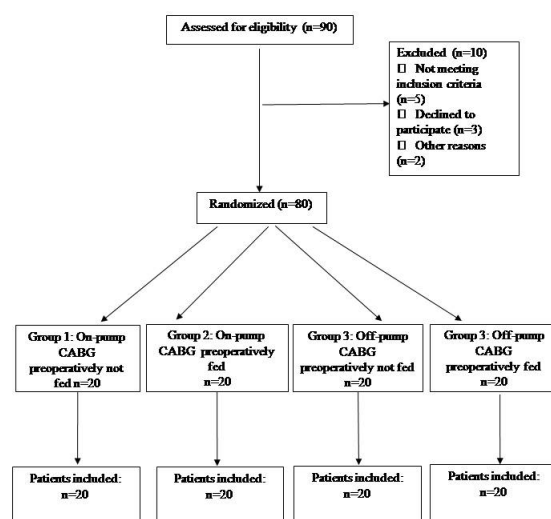 Assessed for eligibility (n=90)
Excluded (n=10)
□ Not meeting
inclusion criteria
(n=5)
□ Declined to
participate (n=3)
□ Other reasons
(n=2)
Randomized (n=80)
Group 1: On-pump
CABG
preoperatively not
fed n=20
Group 2: On-pump
CABG preoperatively
fed
n=20
Group 3: Off-pump
CABG
preoperatively not fed
n=20
Group 3: Off-pump
CABG
preoperatively fed
n=20
Patients included:
n=20
Patients included:
n=20
Patients included:
n=20
Patients included:
n=20